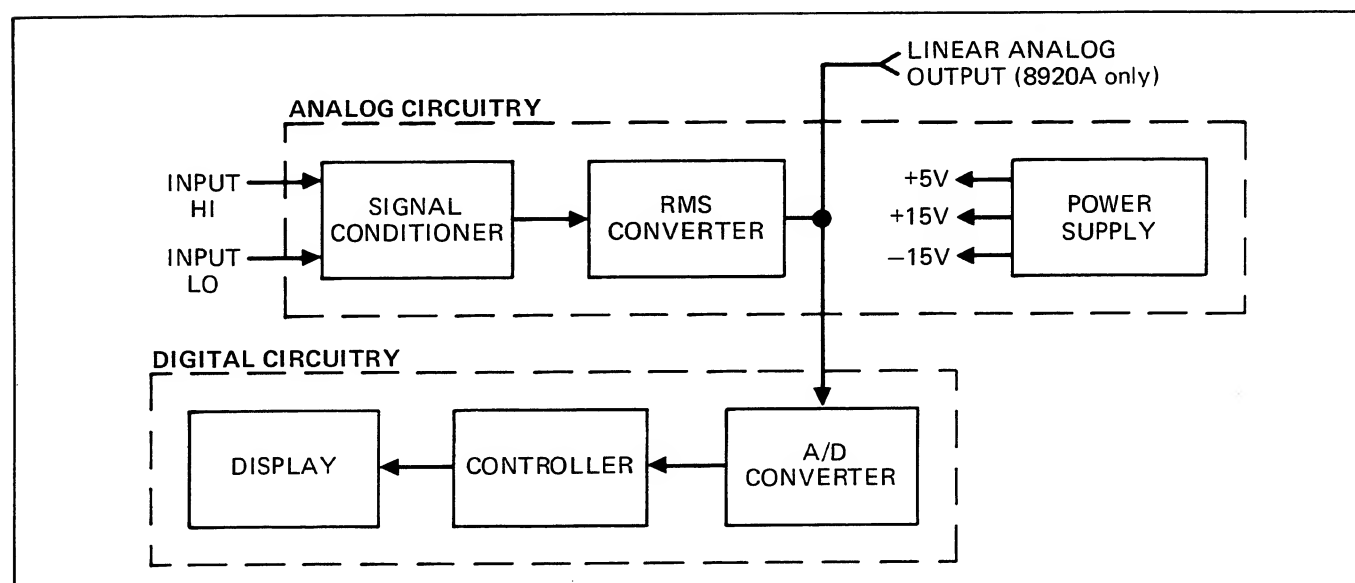 LINEAR ANALOG
OUTPUT (8920A only)
ANALOG CIRCUITRY
INPUT
HI
INPUT
LO
SIGNAL
CONDITIONER
RMS
CONVERTER
+5V
+15V
−15V
POWER
SUPPLY
DIGITAL CIRCUITRY
DISPLAY
CONTROLLER
A/D
CONVERTER